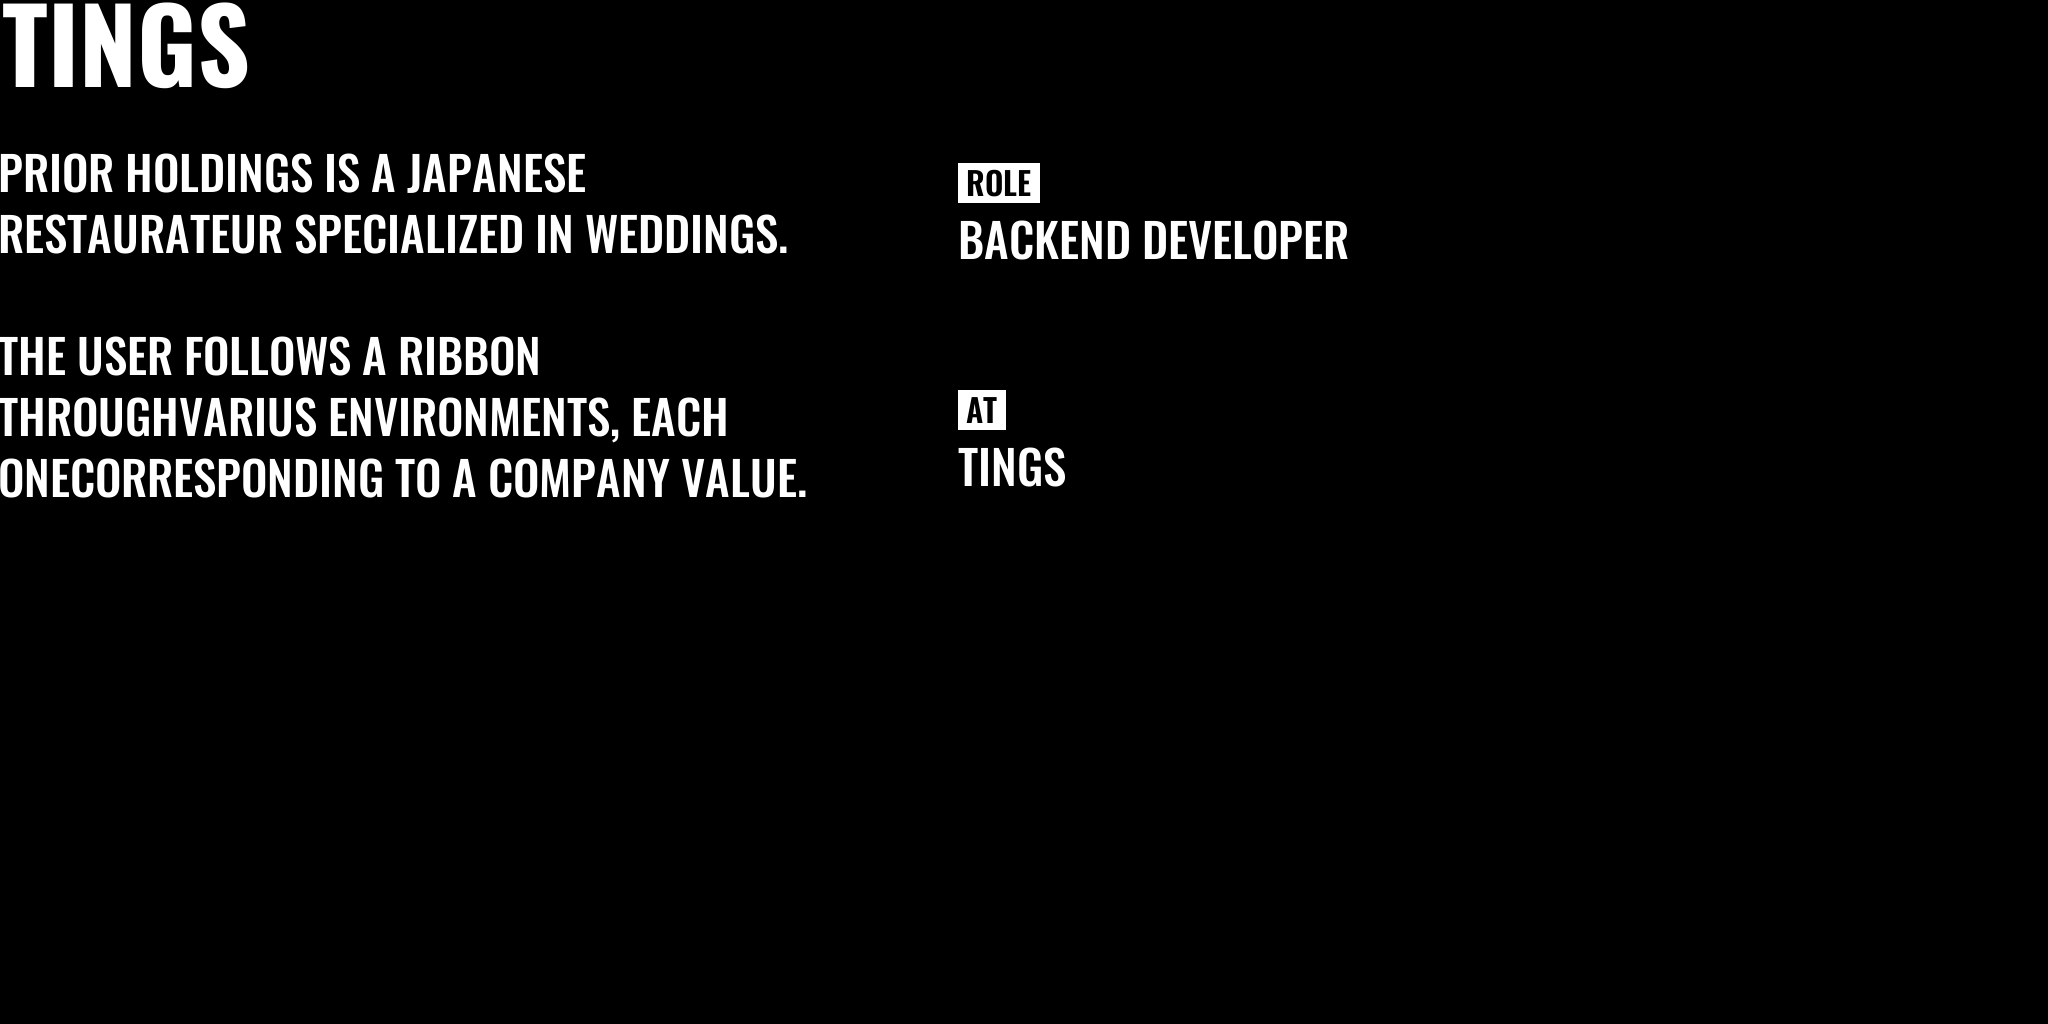 TINGS
PRIOR HOLDINGS IS A JAPANESE
RESTAURATEUR SPECIALIZED IN WEDDINGS.
THE USER FOLLOWS A RIBBON
THROUGHVARIUS ENVIRONMENTS, EACH
ONECORRESPONDING TO A COMPANY VALUE.
ROLE
BACKEND DEVELOPER
AT
TINGS